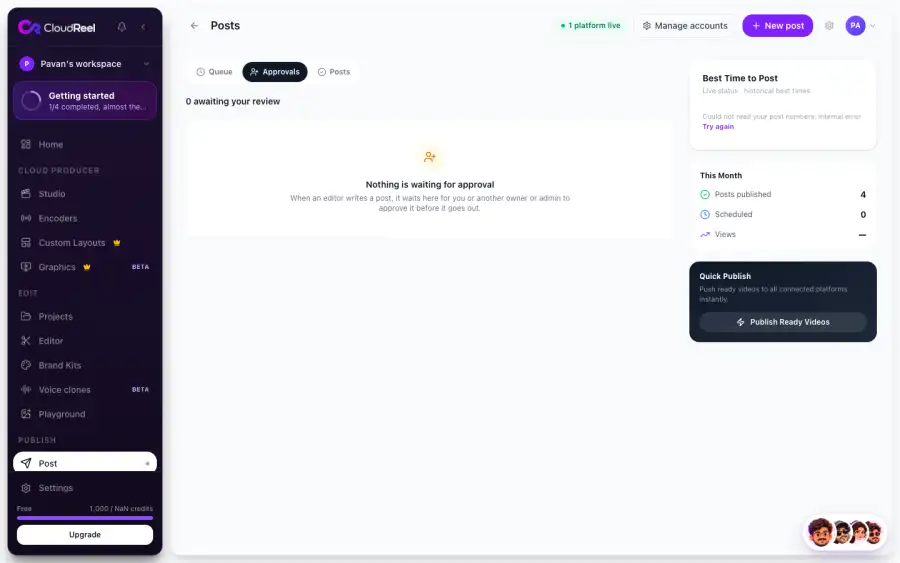 CloudReel
P
Pavan's workspace
Getting started
1/4 completed, almost the...
Home
CLOUD PRODUCER
Studio
Encoders
Custom Layouts
Graphics
BETA
EDIT
Projects
Editor
Brand Kits
Voice clones
BETA
Playground
PUBLISH
Post
Settings
Free
1,000 / NaN credits
Upgrade
Posts
1 platform live
Manage accounts
New post
PA
Queue
Approvals
Posts
0 awaiting your review
Nothing is waiting for approval
When an editor writes a post, it waits here for you or another owner or admin to
approve it before it goes out.
Best Time to Post
Live status · historical best times
Could not read your post numbers: Internal error
Try again
This Month
Posts published
4
Scheduled
0
Views
—
Quick Publish
Push ready videos to all connected platforms
instantly.
Publish Ready Videos